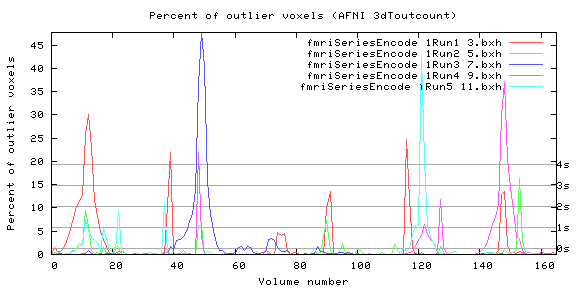 Percent of outlier voxels (AFNI 3dToutcount)
fmriSeriesEncode 1Run1 3.bxh
fmriSeriesEncode 1Run2 5.bxh
fmriSeriesEncode 1Run3 7.bxh
fmriSeriesEncode 1Run4 9.bxh
fmriSeriesEncode 1Run5 11.bxh
Percent of outlier voxels
45
40
35
30
25
20
15
10
5
0
4s
3s
2s
1s
0s
0 20 40 60 80 100 120 140 160
Volume number